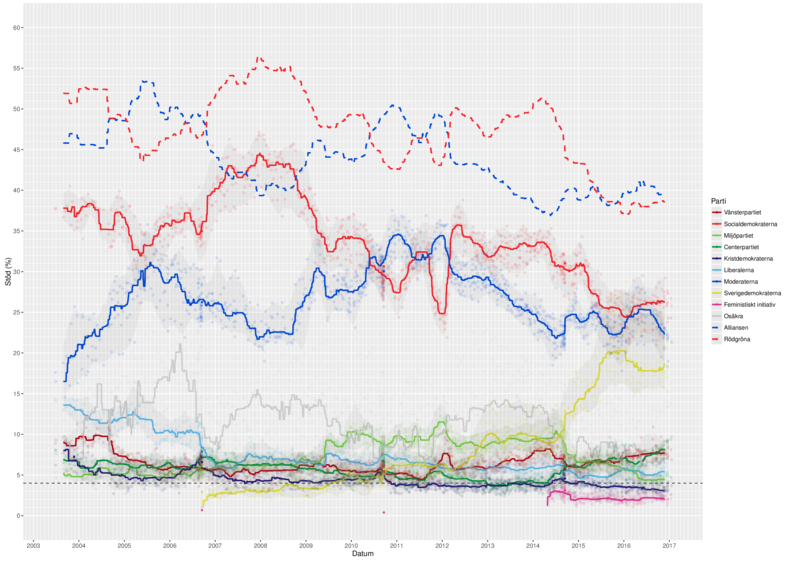 60
55
50
45
40
35
30
25
20
15
10
5
0
Stöd (%)
2003 2004 2005 2006 2007 2008 2009 2010 2011 2012 2013 2014 2015 2016 2017
Datum
Parti
Vänsterpartiet
Socialdemokraterna
Miljöpartiet
Centerpartiet
Kristdemokraterna
Liberalerna
Moderaterna
Sverigedemokraterna
Feministiskt initiativ
Osäkra
Alliansen
Rödgröna